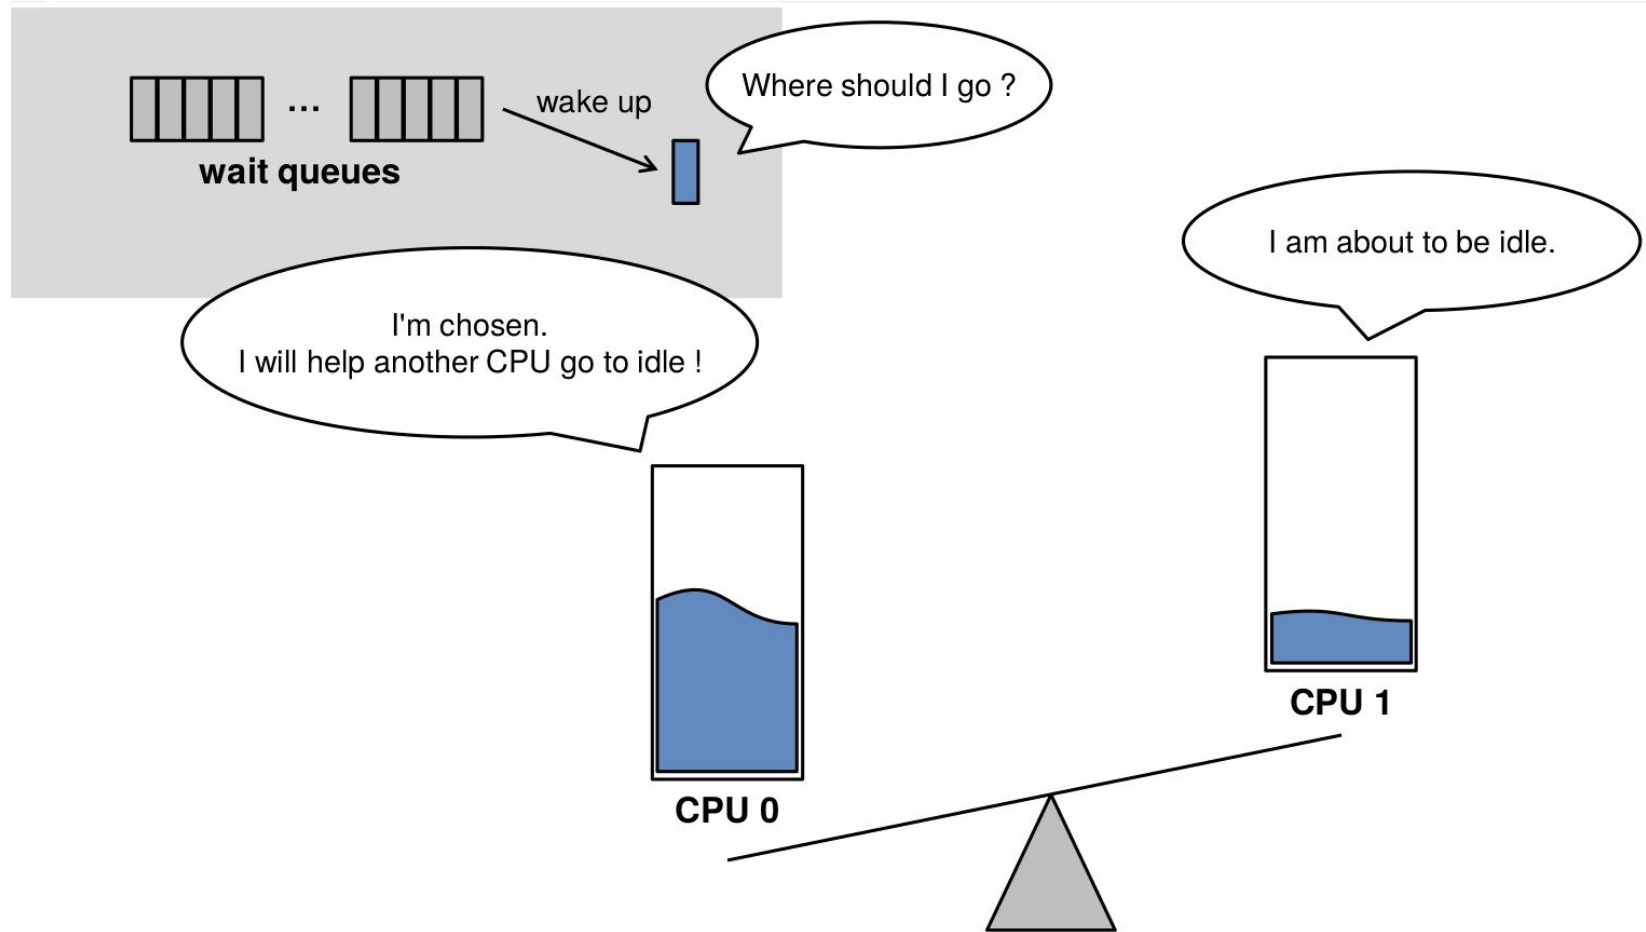 Where should I go ?
wake up
...
wait queues
I am about to be idle.
I'm chosen.
I will help another CPU go to idle !
CPU 1
CPU 0